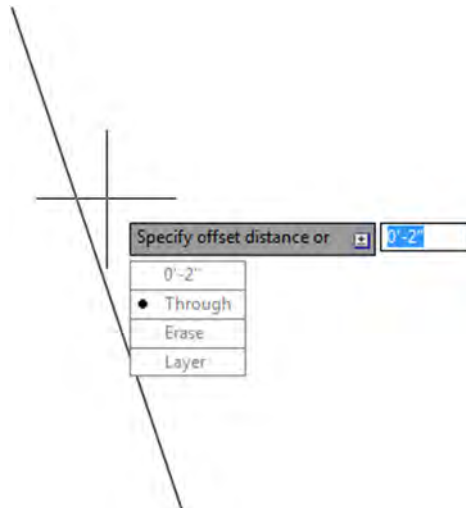 Specify offset distance or 0'-2"
0'-2"
Through
Erase
Layer